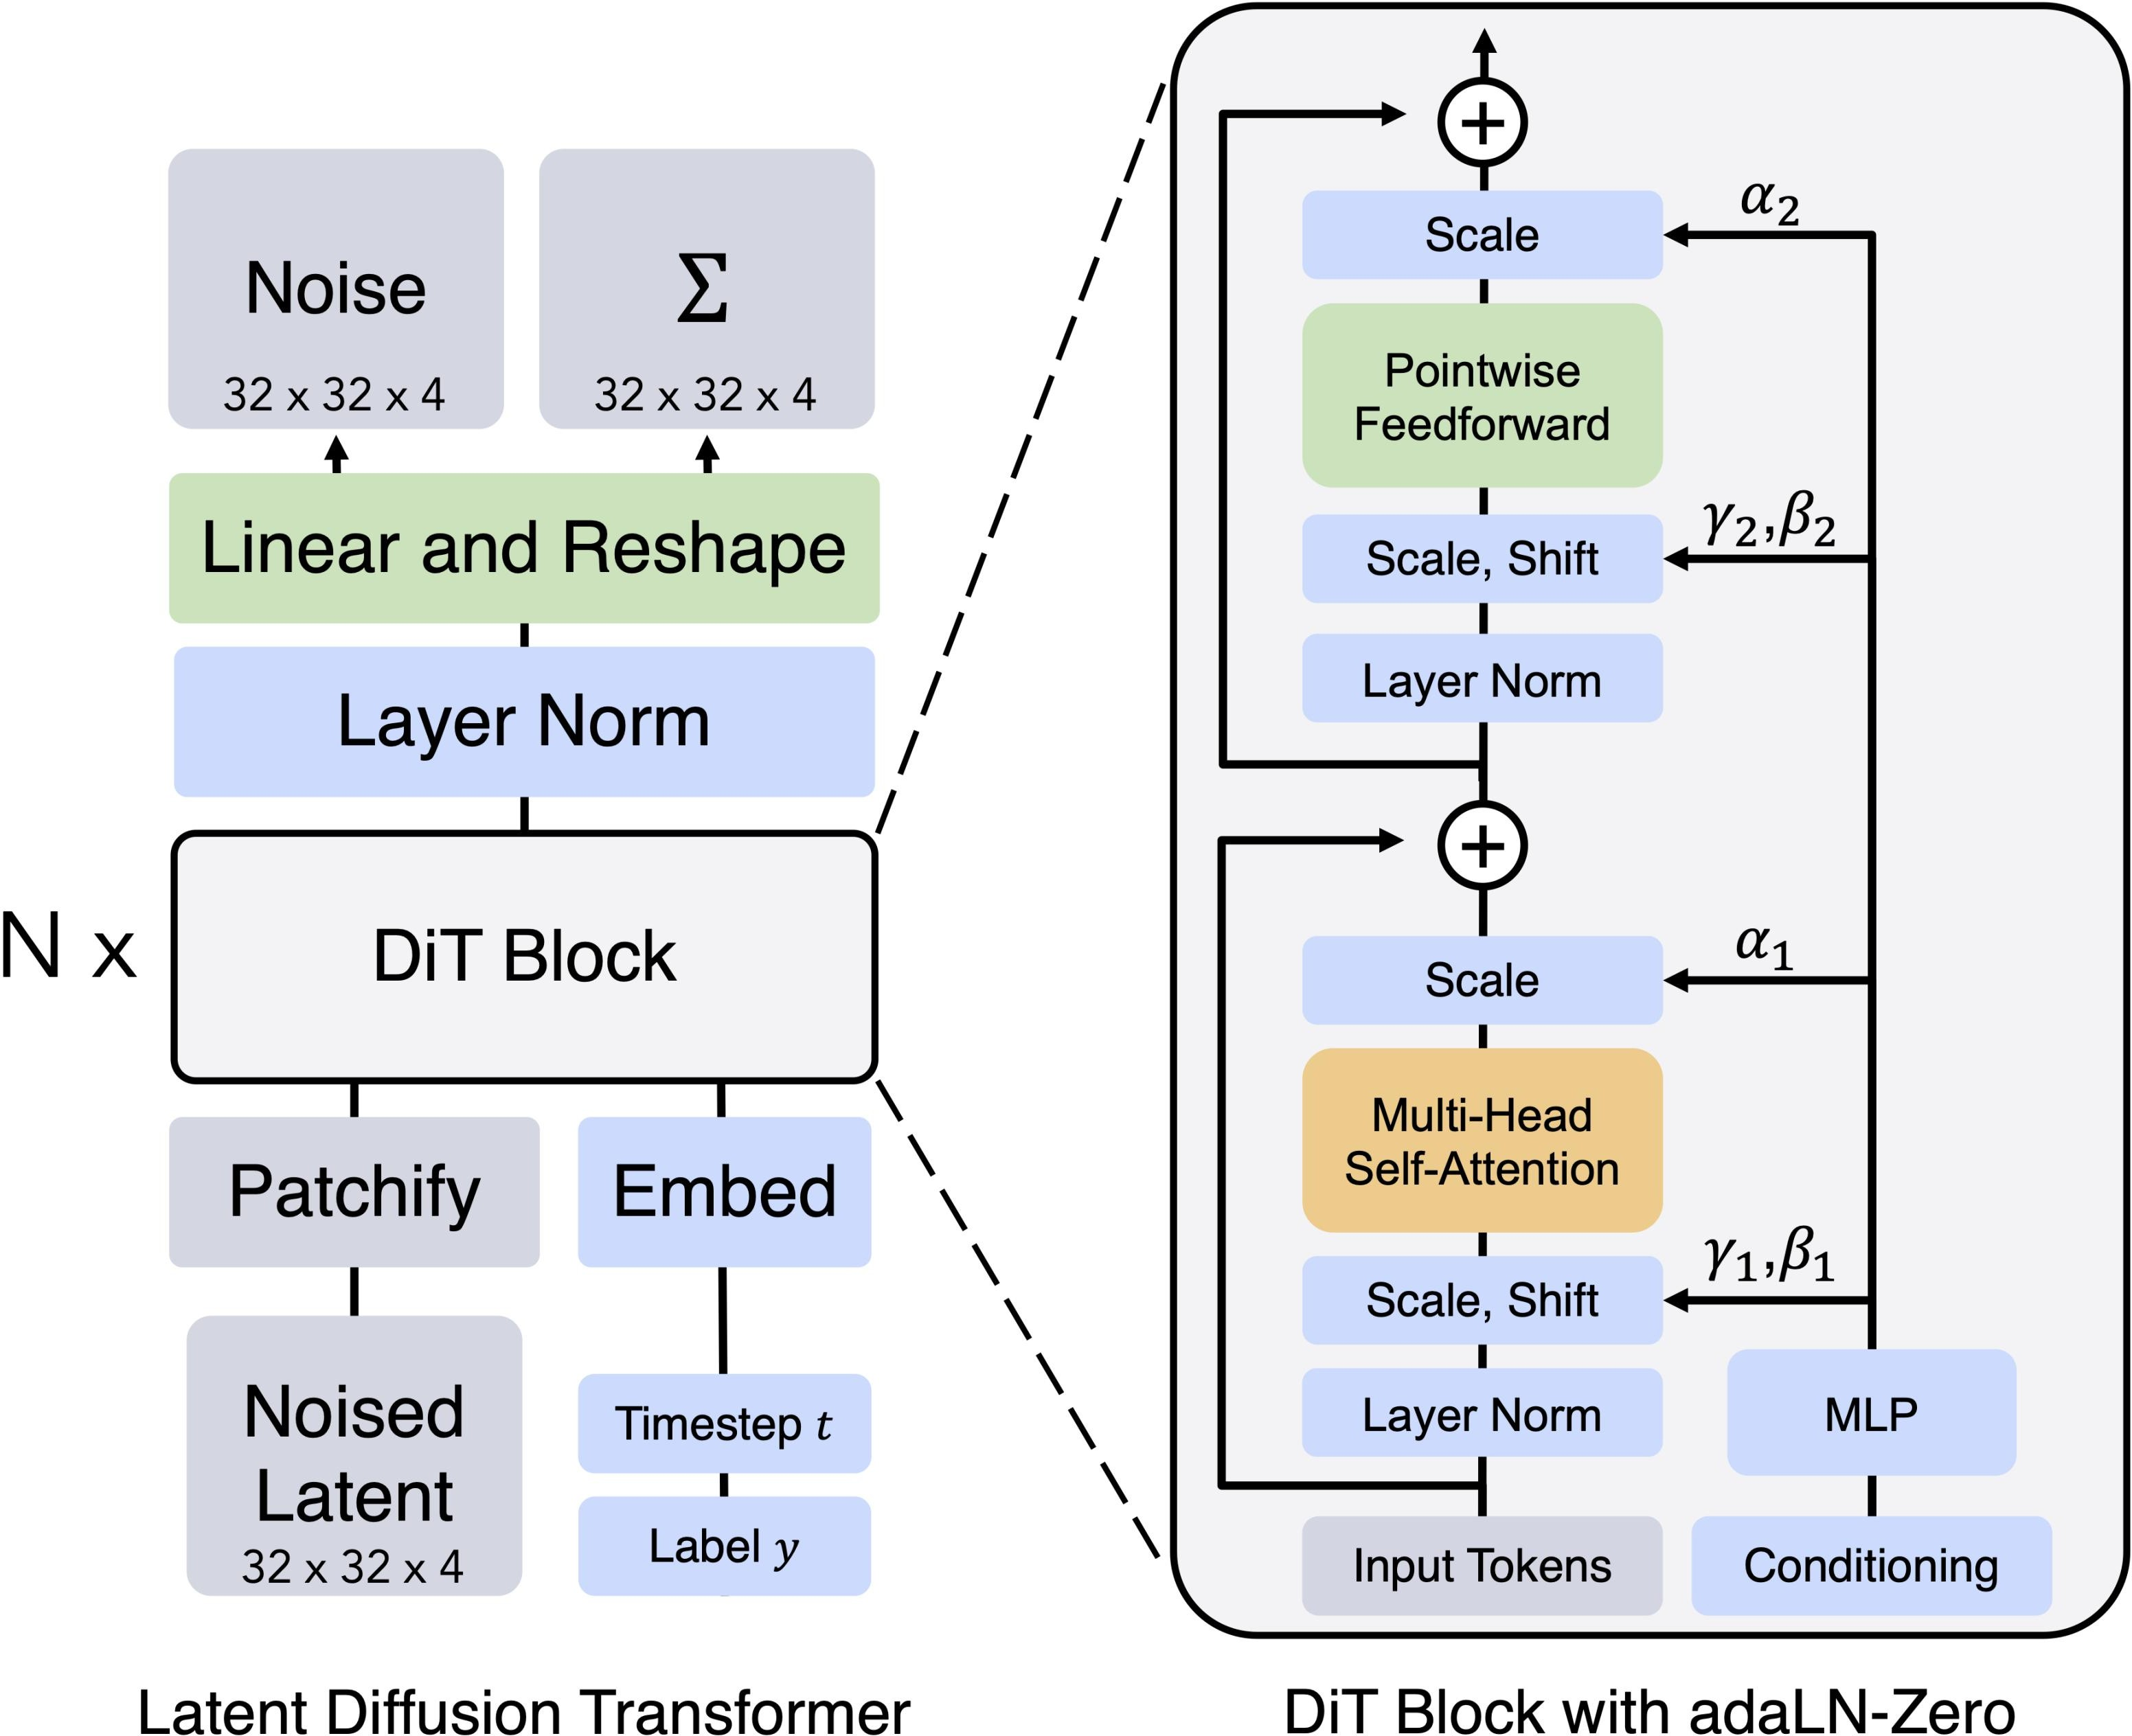 Noise
32 x 32 x 4
Σ
32 x 32 x 4
Linear and Reshape
Layer Norm
N x
DiT Block
Patchify
Embed
Noised
Latent
32 x 32 x 4
Timestep t
Label y
Latent Diffusion Transformer
+
Scale
α2
Pointwise
Feedforward
γ2,β2
Scale, Shift
Layer Norm
+
Scale
α1
Multi-Head
Self-Attention
γ1,β1
Scale, Shift
Layer Norm
MLP
Input Tokens
Conditioning
DiT Block with adaLN-Zero